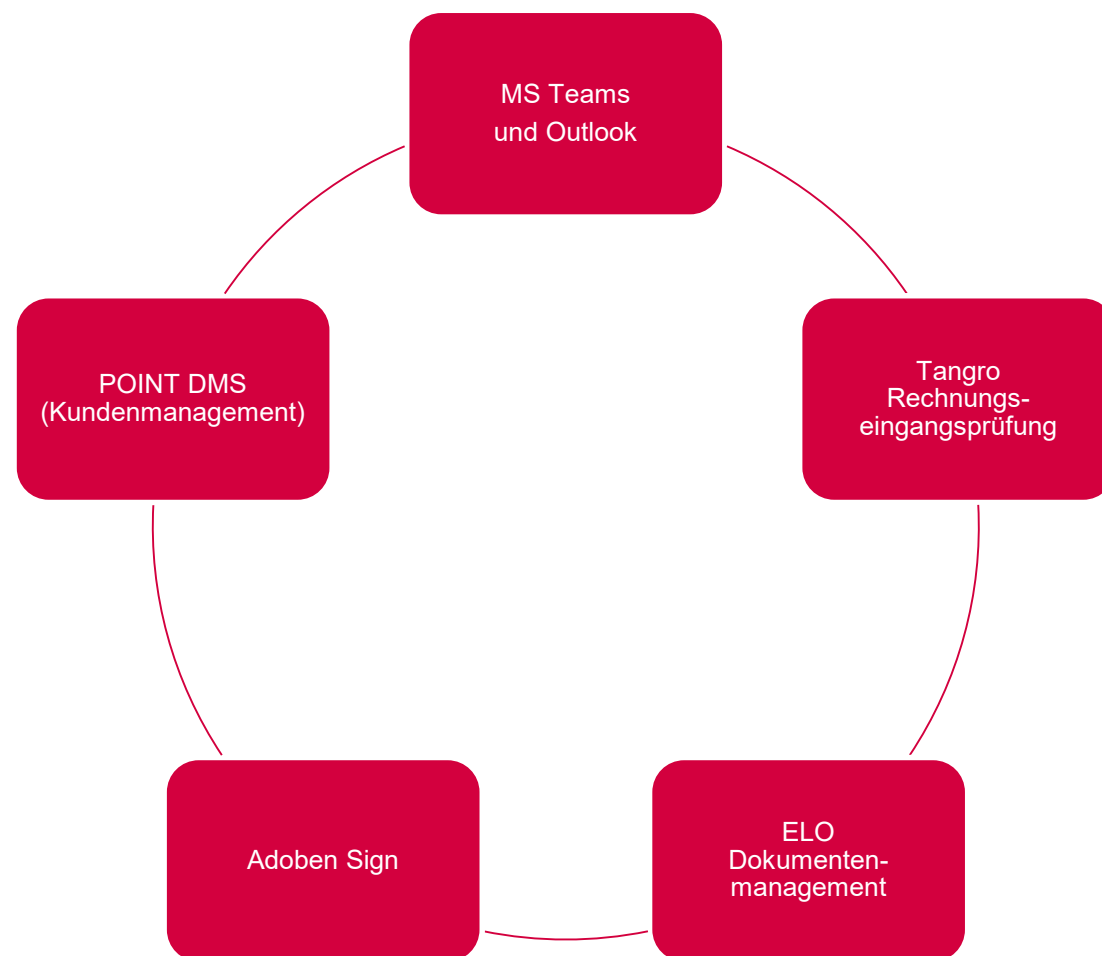 MS Teams
und Outlook
POINT DMS
(Kundenmanagement)
Tangro
Rechnungs-
eingangsprüfung
Adoben Sign
ELO
Dokumenten-
management